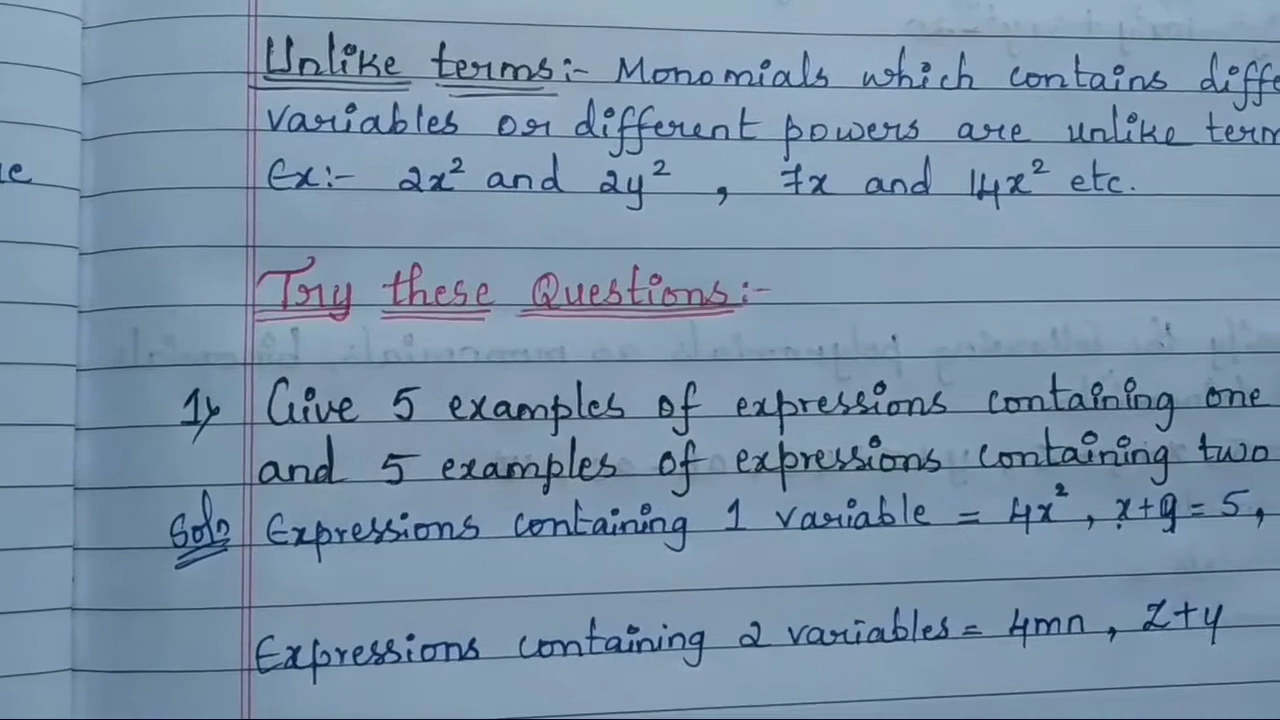 Unlike terms:- Monomials which contains diffe
variables or different powers are unlike term
Ex:- 2x² and 2y² , 7x and 14x² etc.
Try these Questions:-
1) Give 5 examples of expressions containing one
and 5 examples of expressions containing two
Soln Expressions containing 1 variable = 4x², x+9=5,
Expressions containing 2 variables = 4mn, z+y